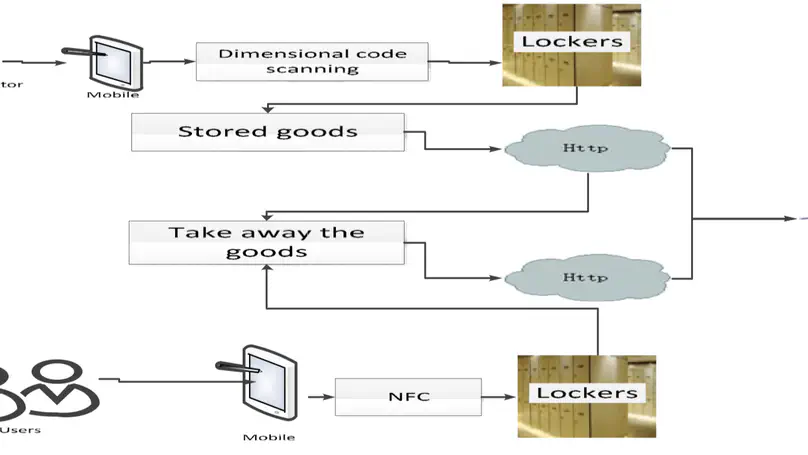 Dimensional code
scanning
Lockers
tor
Mobile
Stored goods
Http
Take away the
goods
Http
Users
Mobile
NFC
Lockers